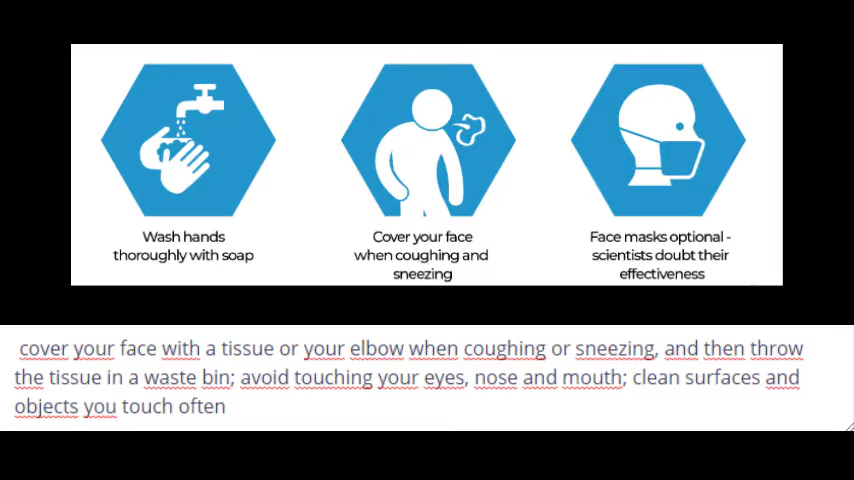 Wash hands
thoroughly with soap
Cover your face
when coughing and
sneezing
Face masks optional -
scientists doubt their
effectiveness
cover your face with a tissue or your elbow when coughing or sneezing, and then throw
the tissue in a waste bin; avoid touching your eyes, nose and mouth; clean surfaces and
objects you touch often